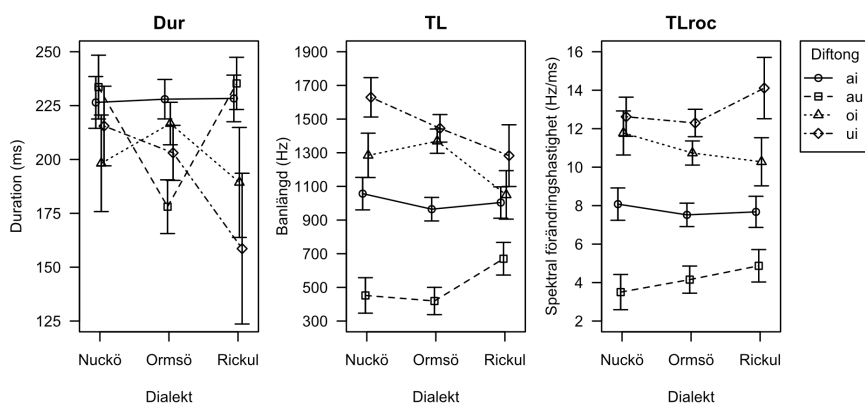 Dur
TL
TLroc
Duration (ms)
250
225
200
175
150
125
Nuckö Ormsö Rickul
Dialekt
Banlängd (Hz)
1900
1700
1500
1300
1100
900
700
500
300
Nuckö Ormsö Rickul
Dialekt
Spektral förändringshastighet (Hz/ms)
16
14
12
10
8
6
4
2
Nuckö Ormsö Rickul
Dialekt
Diftong
ai
au
oi
ui